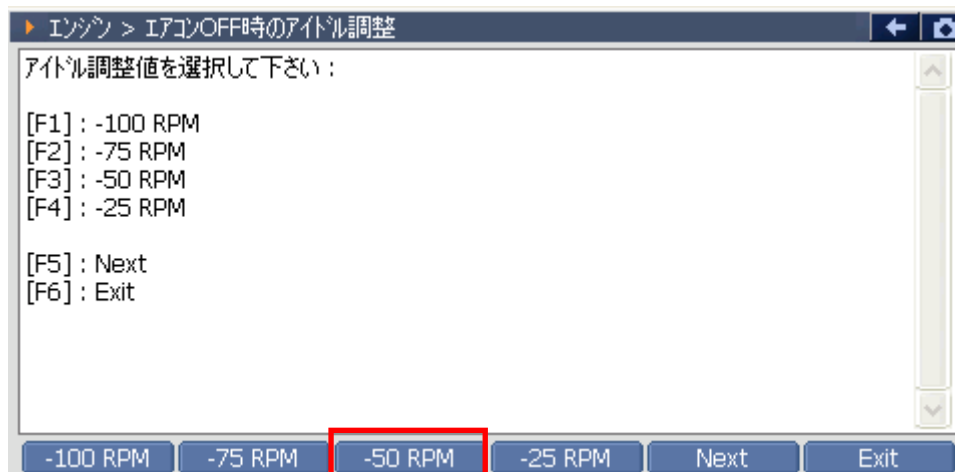 エンジン > エアコンOFF時のアイドル調整
アイドル調整値を選択して下さい :
[F1] : -100 RPM
[F2] : -75 RPM
[F3] : -50 RPM
[F4] : -25 RPM
[F5] : Next
[F6] : Exit
-100 RPM -75 RPM -50 RPM -25 RPM Next Exit